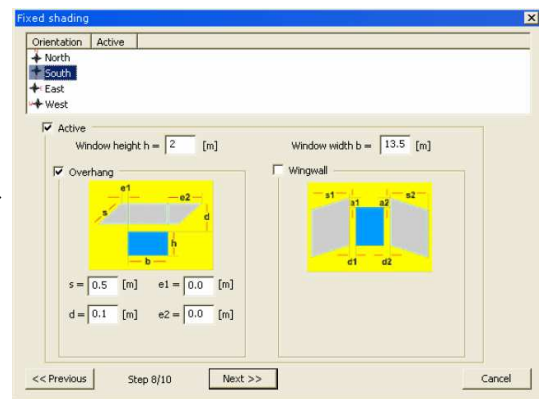 Fixed shading
Orientation Active
North
South
East
West
Active
Window height h = 2 [m] Window width b = 13.5 [m]
Overhang Wingwall
e1 e2
s d
h
b
s1 a1 a2 s2
d1 d2
s = 0.5 [m] e1 = 0.0 [m]
d = 0.1 [m] e2 = 0.0 [m]
<< Previous Step 8/10 Next >> Cancel